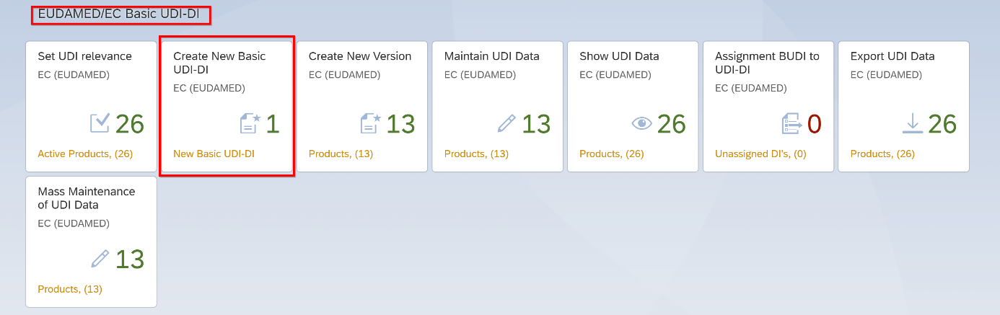 EUDAMED/EC Basic UDI-DI
Set UDI relevance
EC (EUDAMED)
26
Active Products, (26)
Create New Basic
UDI-DI
EC (EUDAMED)
1
New Basic UDI-DI
Create New Version
EC (EUDAMED)
13
Products, (13)
Maintain UDI Data
EC (EUDAMED)
13
Products, (13)
Show UDI Data
EC (EUDAMED)
26
Products, (26)
Assignment BUDI to
UDI-DI
EC (EUDAMED)
0
Unassigned DI's, (0)
Export UDI Data
EC (EUDAMED)
26
Products, (26)
Mass Maintenance
of UDI Data
EC (EUDAMED)
13
Products, (13)